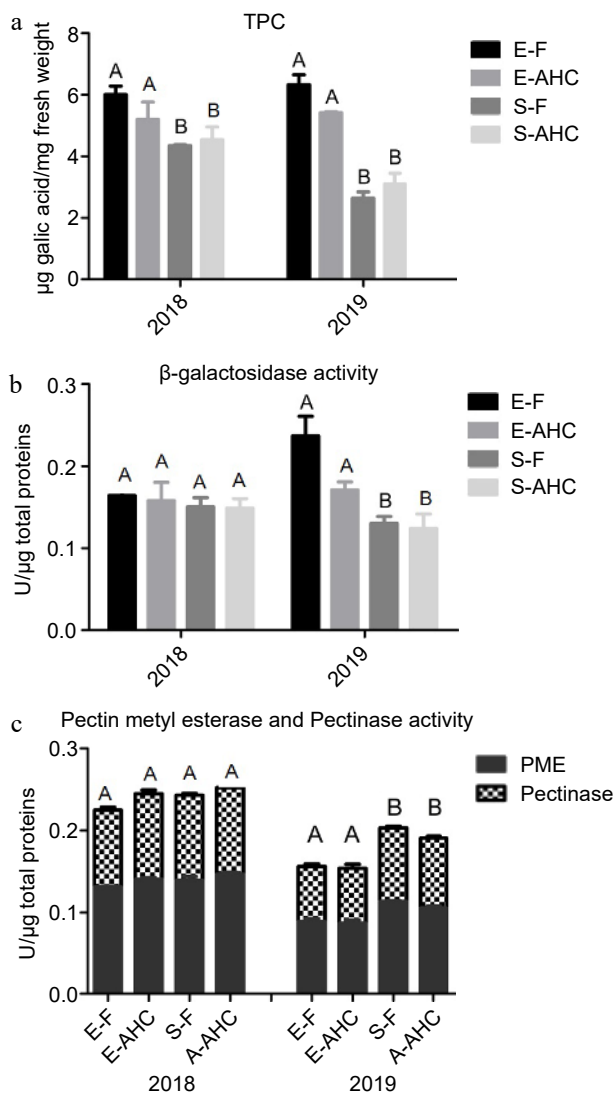 a
TPC
µg galic acid/mg fresh weight
8
6
4
2
0
A
A
B
B
A
A
B
B
2018
2019
E-F
E-AHC
S-F
S-AHC
b
β-galactosidase activity
U/µg total proteins
0.3
0.2
0.1
0.0
A
A
A
A
A
A
B
B
2018
2019
E-F
E-AHC
S-F
S-AHC
c
Pectin metyl esterase and Pectinase activity
U/µg total proteins
0.3
0.2
0.1
0.0
A
A
A
A
A
A
B
B
PME
Pectinase
E-F
E-AHC
S-F
A-AHC
E-F
E-AHC
S-F
A-AHC
2018
2019